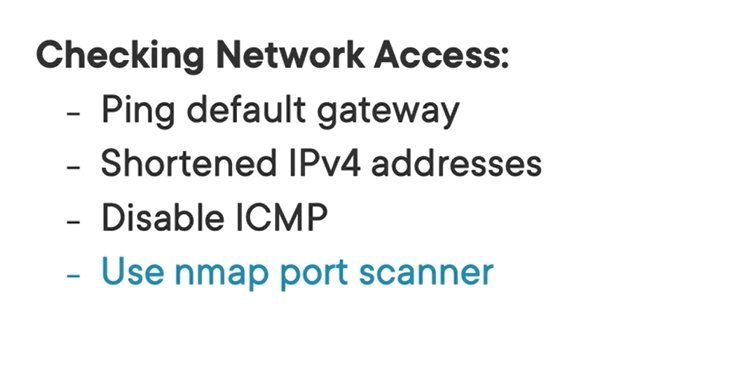 Checking Network Access:
- Ping default gateway
- Shortened IPv4 addresses
- Disable ICMP
- Use nmap port scanner